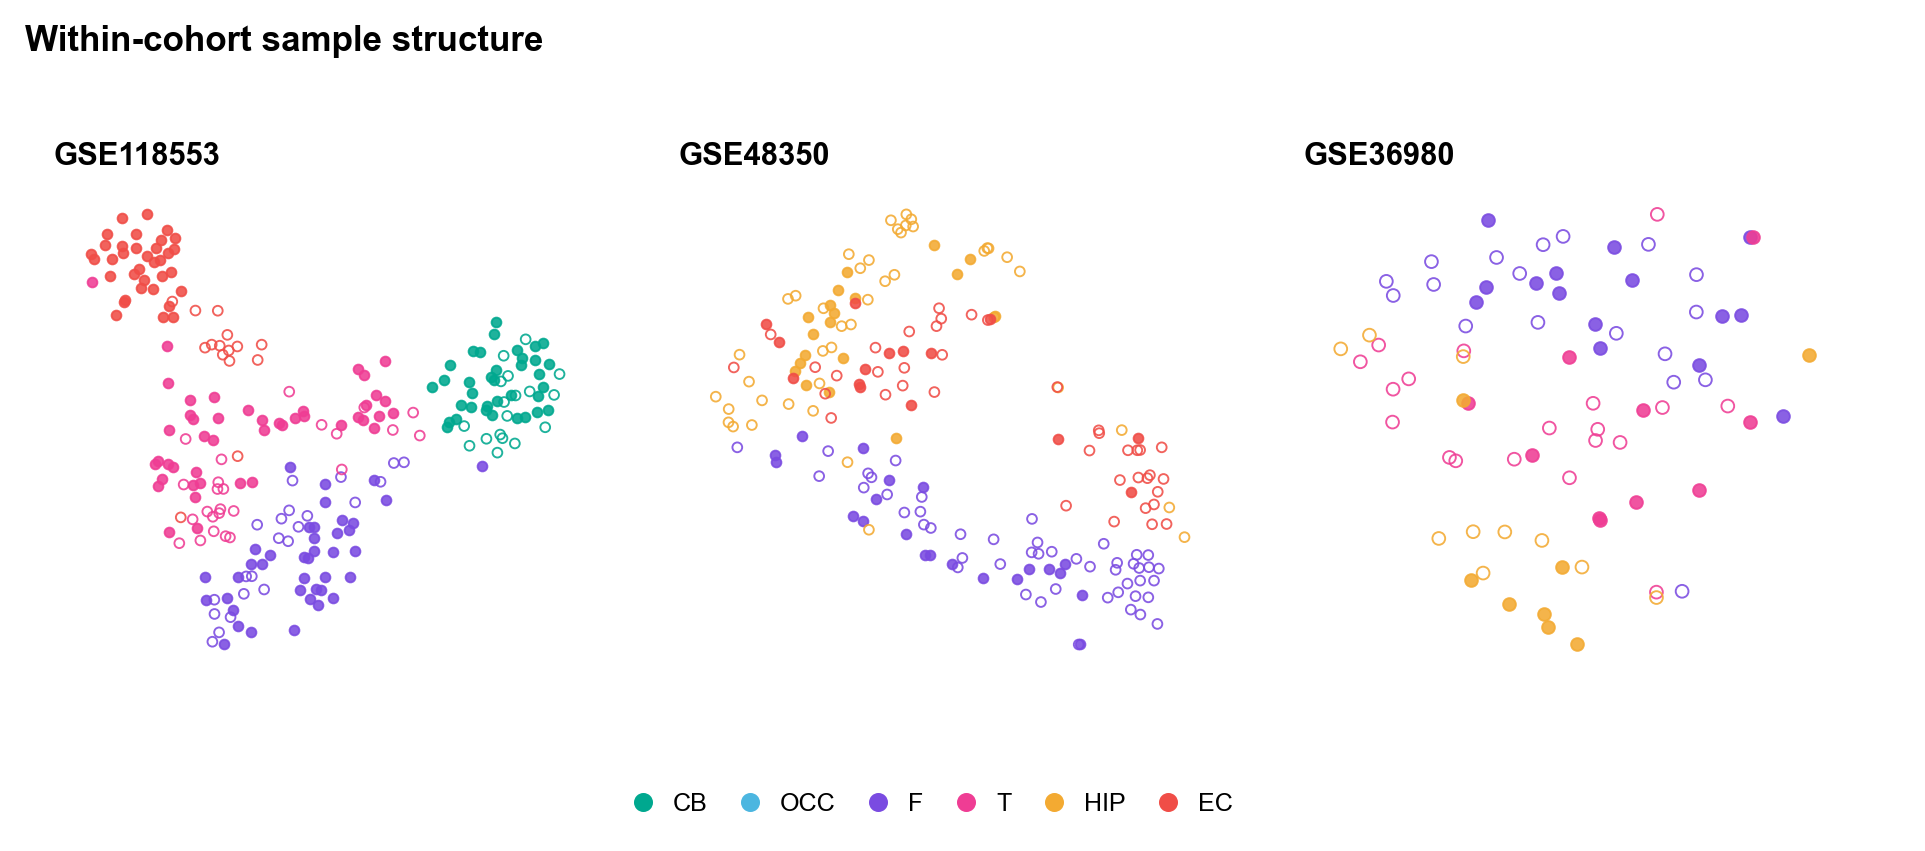 Within-cohort sample structure
GSE118553 GSE48350 GSE36980
CB OCC F T HIP EC